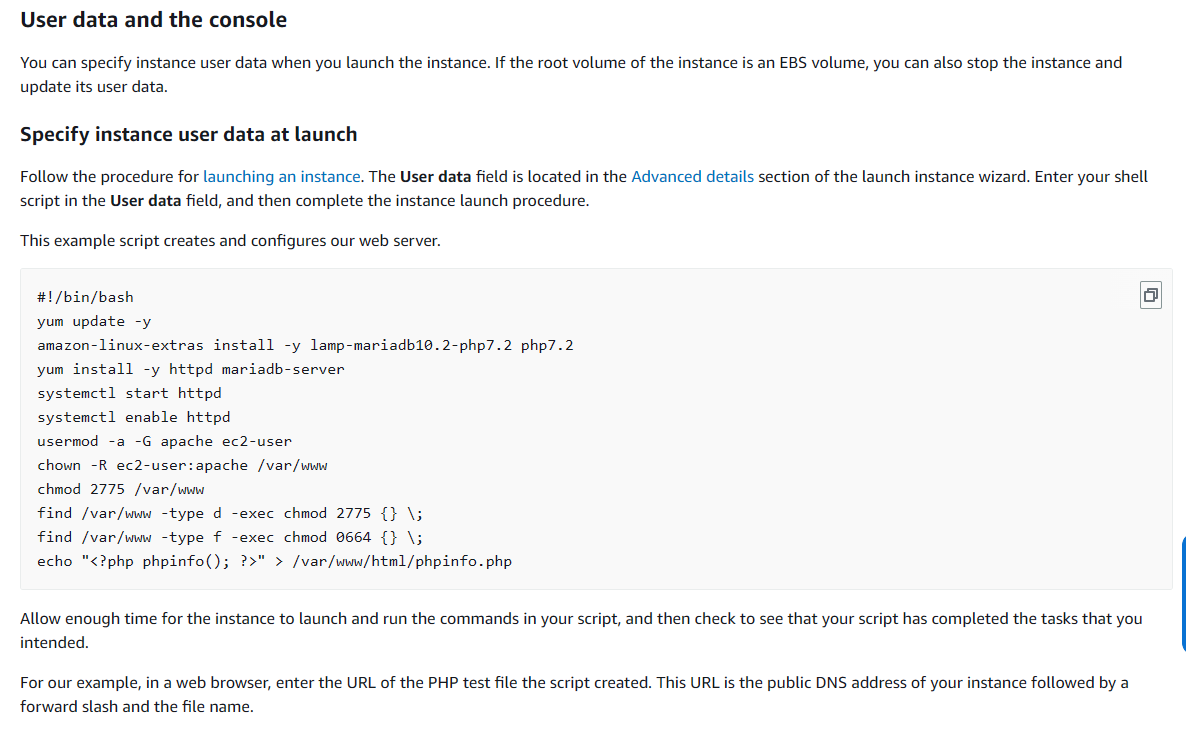 User data and the console
You can specify instance user data when you launch the instance. If the root volume of the instance is an EBS volume, you can also stop the instance and
update its user data.
Specify instance user data at launch
Follow the procedure for launching an instance. The User data field is located in the Advanced details section of the launch instance wizard. Enter your shell
script in the User data field, and then complete the instance launch procedure.
This example script creates and configures our web server.
#!/bin/bash
yum update -y
amazon-linux-extras install -y lamp-mariadb10.2-php7.2 php7.2
yum install -y httpd mariadb-server
systemctl start httpd
systemctl enable httpd
usermod -a -G apache ec2-user
chown -R ec2-user:apache /var/www
chmod 2775 /var/www
find /var/www -type d -exec chmod 2775 {} \;
find /var/www -type f -exec chmod 0664 {} \;
echo "<?php phpinfo(); ?>" > /var/www/html/phpinfo.php
Allow enough time for the instance to launch and run the commands in your script, and then check to see that your script has completed the tasks that you
intended.
For our example, in a web browser, enter the URL of the PHP test file the script created. This URL is the public DNS address of your instance followed by a
forward slash and the file name.